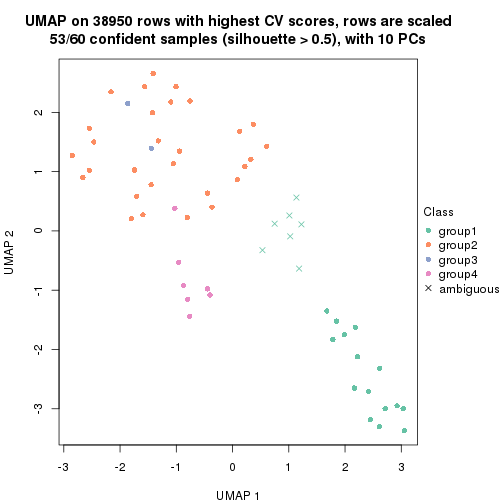 UMAP on 38950 rows with highest CV scores, rows are scaled
53/60 confident samples (silhouette > 0.5), with 10 PCs
UMAP 2
2
1
0
-1
-2
-3
-3
-2
-1
0
1
2
3
UMAP 1
Class
group1
group2
group3
group4
ambiguous